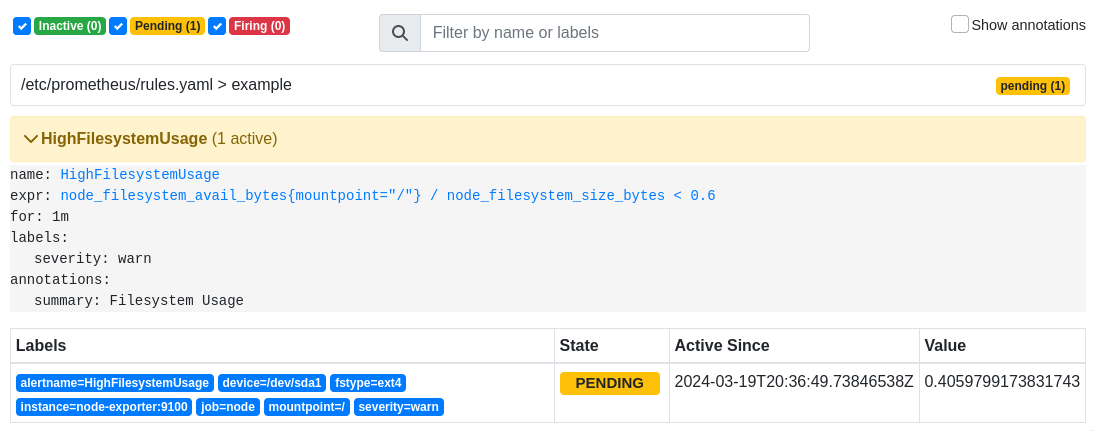 Inactive (0) Pending (1) Firing (0) Filter by name or labels Show annotations
/etc/prometheus/rules.yaml > example pending (1)
HighFilesystemUsage (1 active)
name: HighFilesystemUsage
expr: node_filesystem_avail_bytes{mountpoint="/"} / node_filesystem_size_bytes < 0.6
for: 1m
labels:
severity: warn
annotations:
summary: Filesystem Usage
Labels State Active Since Value
alertname=HighFilesystemUsage device=/dev/sda1 fstype=ext4 PENDING 2024-03-19T20:36:49.73846538Z 0.4059799173831743
instance=node-exporter:9100 job=node mountpoint=/ severity=warn